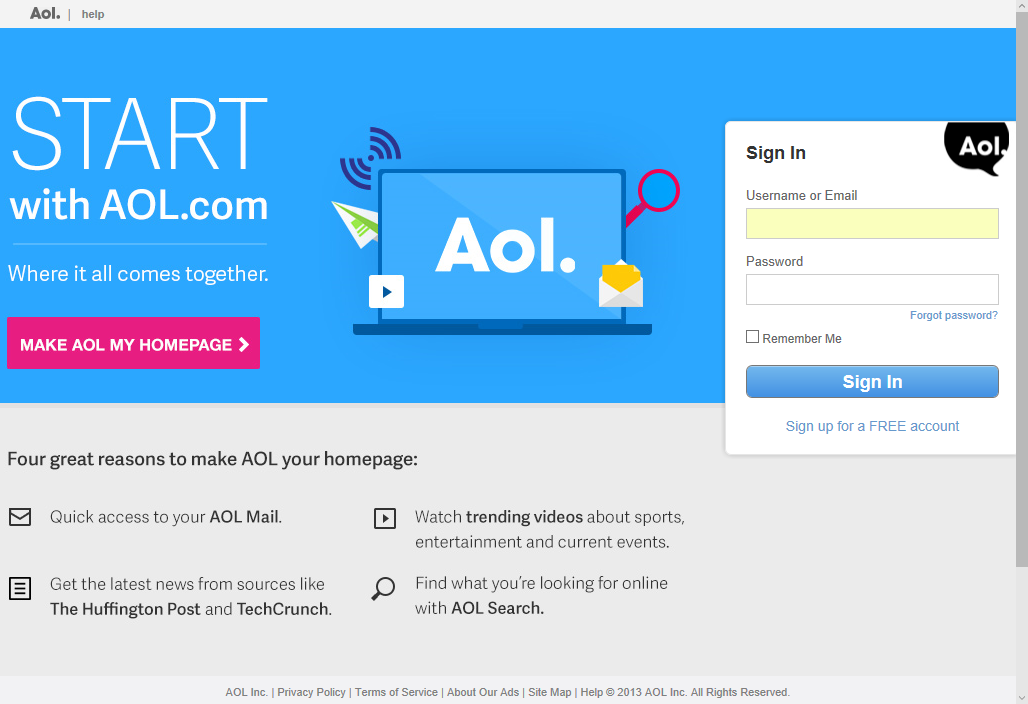 Aol. | help
START
with AOL.com
Where it all comes together.
MAKE AOL MY HOMEPAGE
Aol.
Aol.
Sign In
Username or Email
Password
Forgot password?
Remember Me
Sign In
Sign up for a FREE account
Four great reasons to make AOL your homepage:
Quick access to your AOL Mail.
Watch trending videos about sports,
entertainment and current events.
Get the latest news from sources like
The Huffington Post and TechCrunch.
Find what you're looking for online
with AOL Search.
AOL Inc. | Privacy Policy | Terms of Service | About Our Ads | Site Map | Help © 2013 AOL Inc. All Rights Reserved.